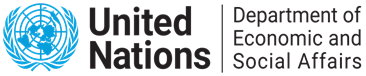 United
Nations
Department of
Economic and
Social Affairs